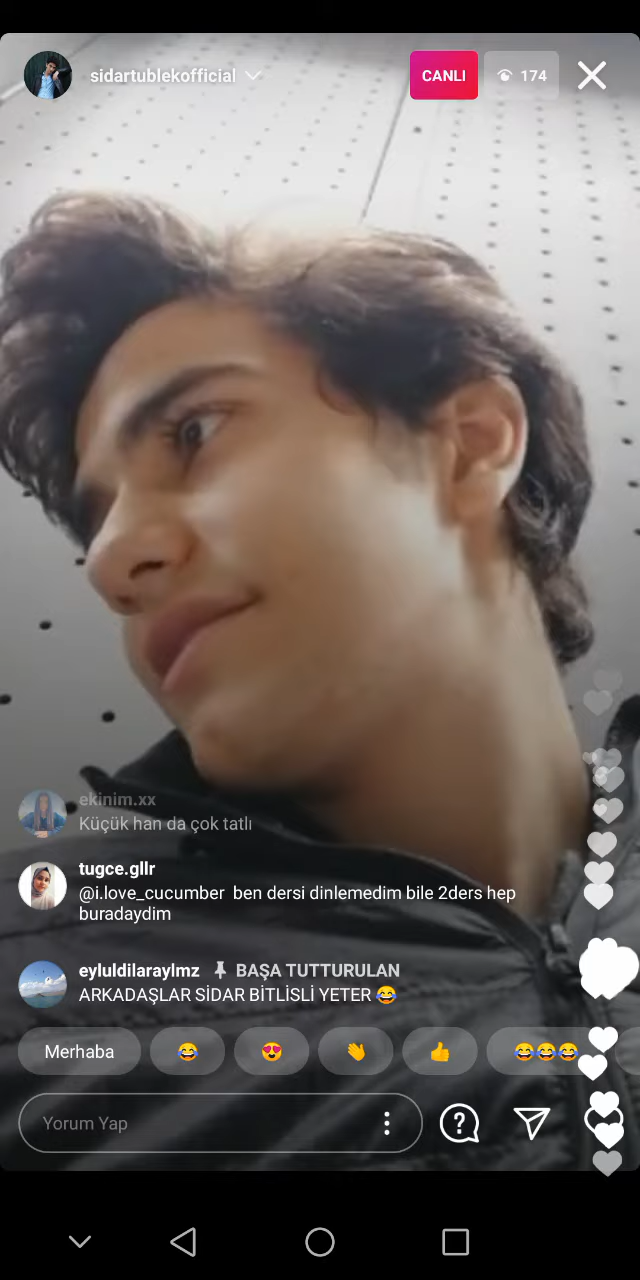 sidartublekofficial
CANLI
174
ekinim.xx
Küçük han da çok tatlı
tugce.gllr
@i.love_cucumber ben dersi dinlemedim bile 2ders hep
buradaydim
eyluldilaraylmz BAŞA TUTTURULAN
ARKADAŞLAR SİDAR BİTLİSLİ YETER 😂
Merhaba 😂 😍 👏 👍 😂😂😂
Yorum Yap